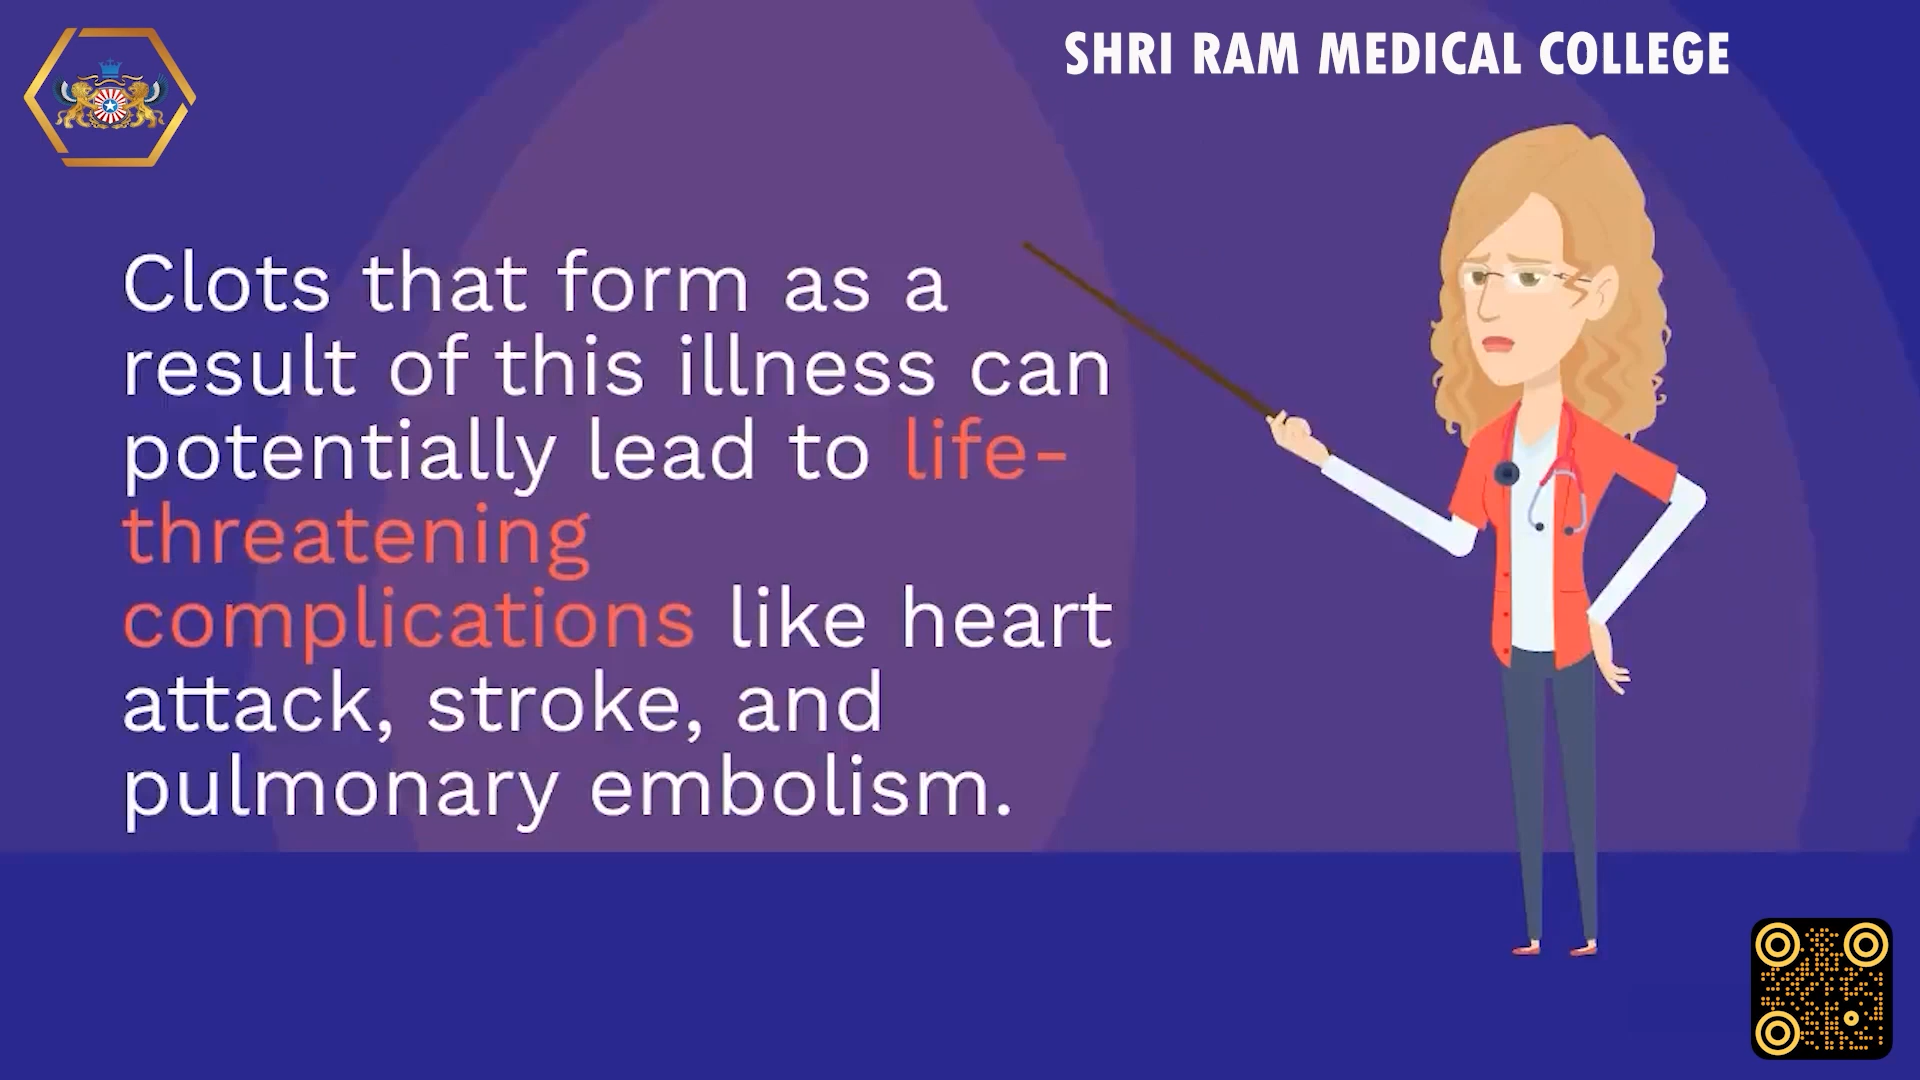 SHRI RAM MEDICAL COLLEGE
Clots that form as a
result of this illness can
potentially lead to life-
threatening
complications like heart
attack, stroke, and
pulmonary embolism.